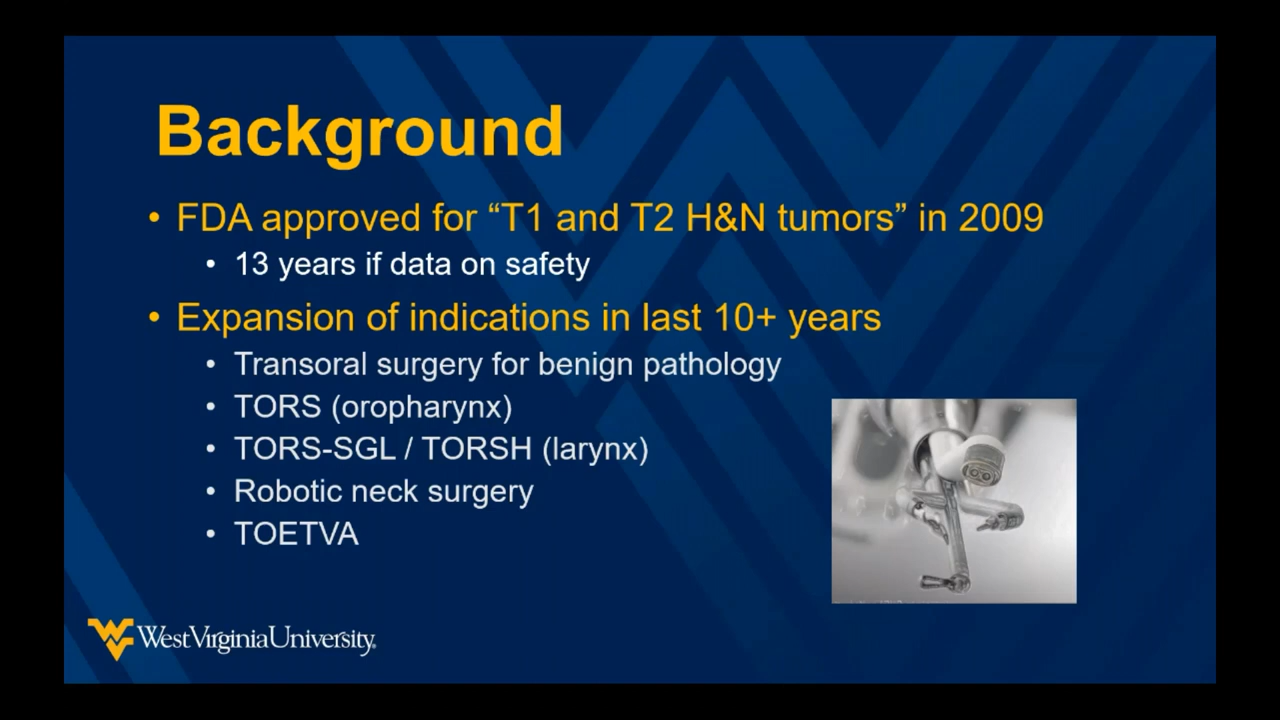 Background
• FDA approved for “T1 and T2 H&N tumors” in 2009
• 13 years if data on safety
• Expansion of indications in last 10+ years
• Transoral surgery for benign pathology
• TORS (oropharynx)
• TORS-SGL / TORSH (larynx)
• Robotic neck surgery
• TOETVA
WestVirginiaUniversity.